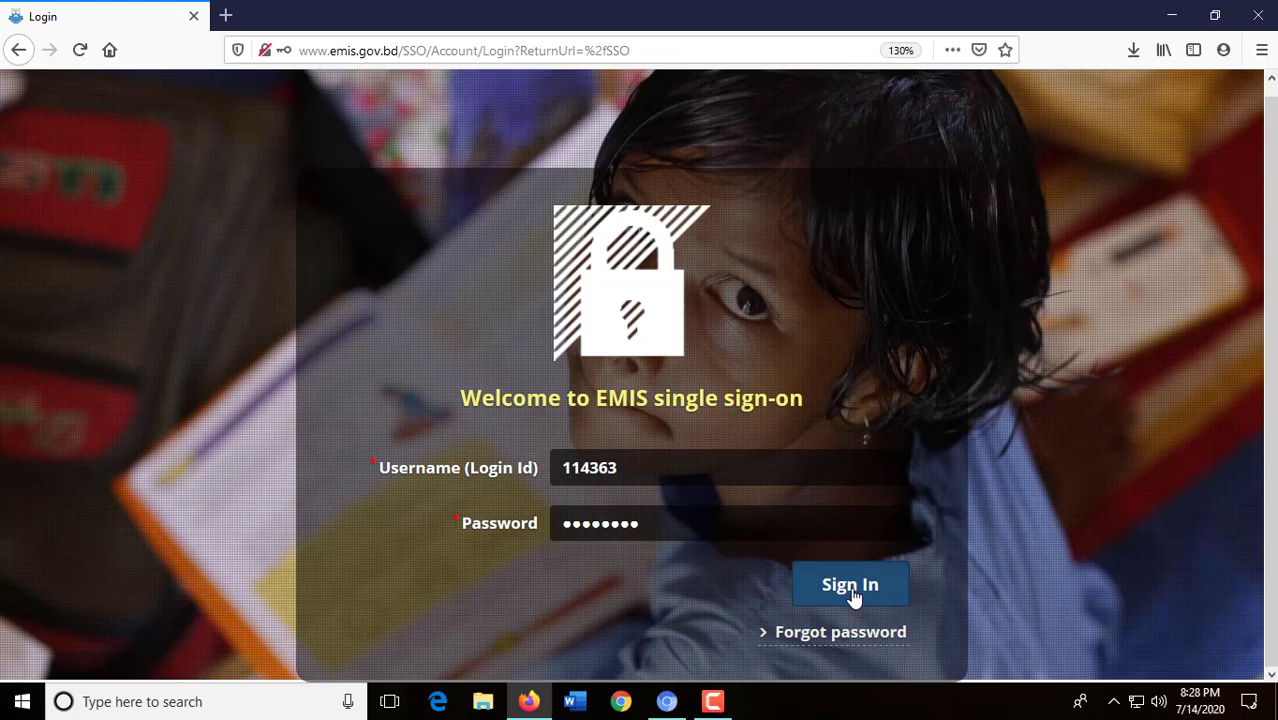 Login
www.emis.gov.bd/SSO/Account/Login?ReturnUrl=%2fSSO
130%
Welcome to EMIS single sign-on
* Username (Login Id)
114363
* Password
••••••••
Sign In
> Forgot password
Type here to search
8:28 PM
7/14/2020